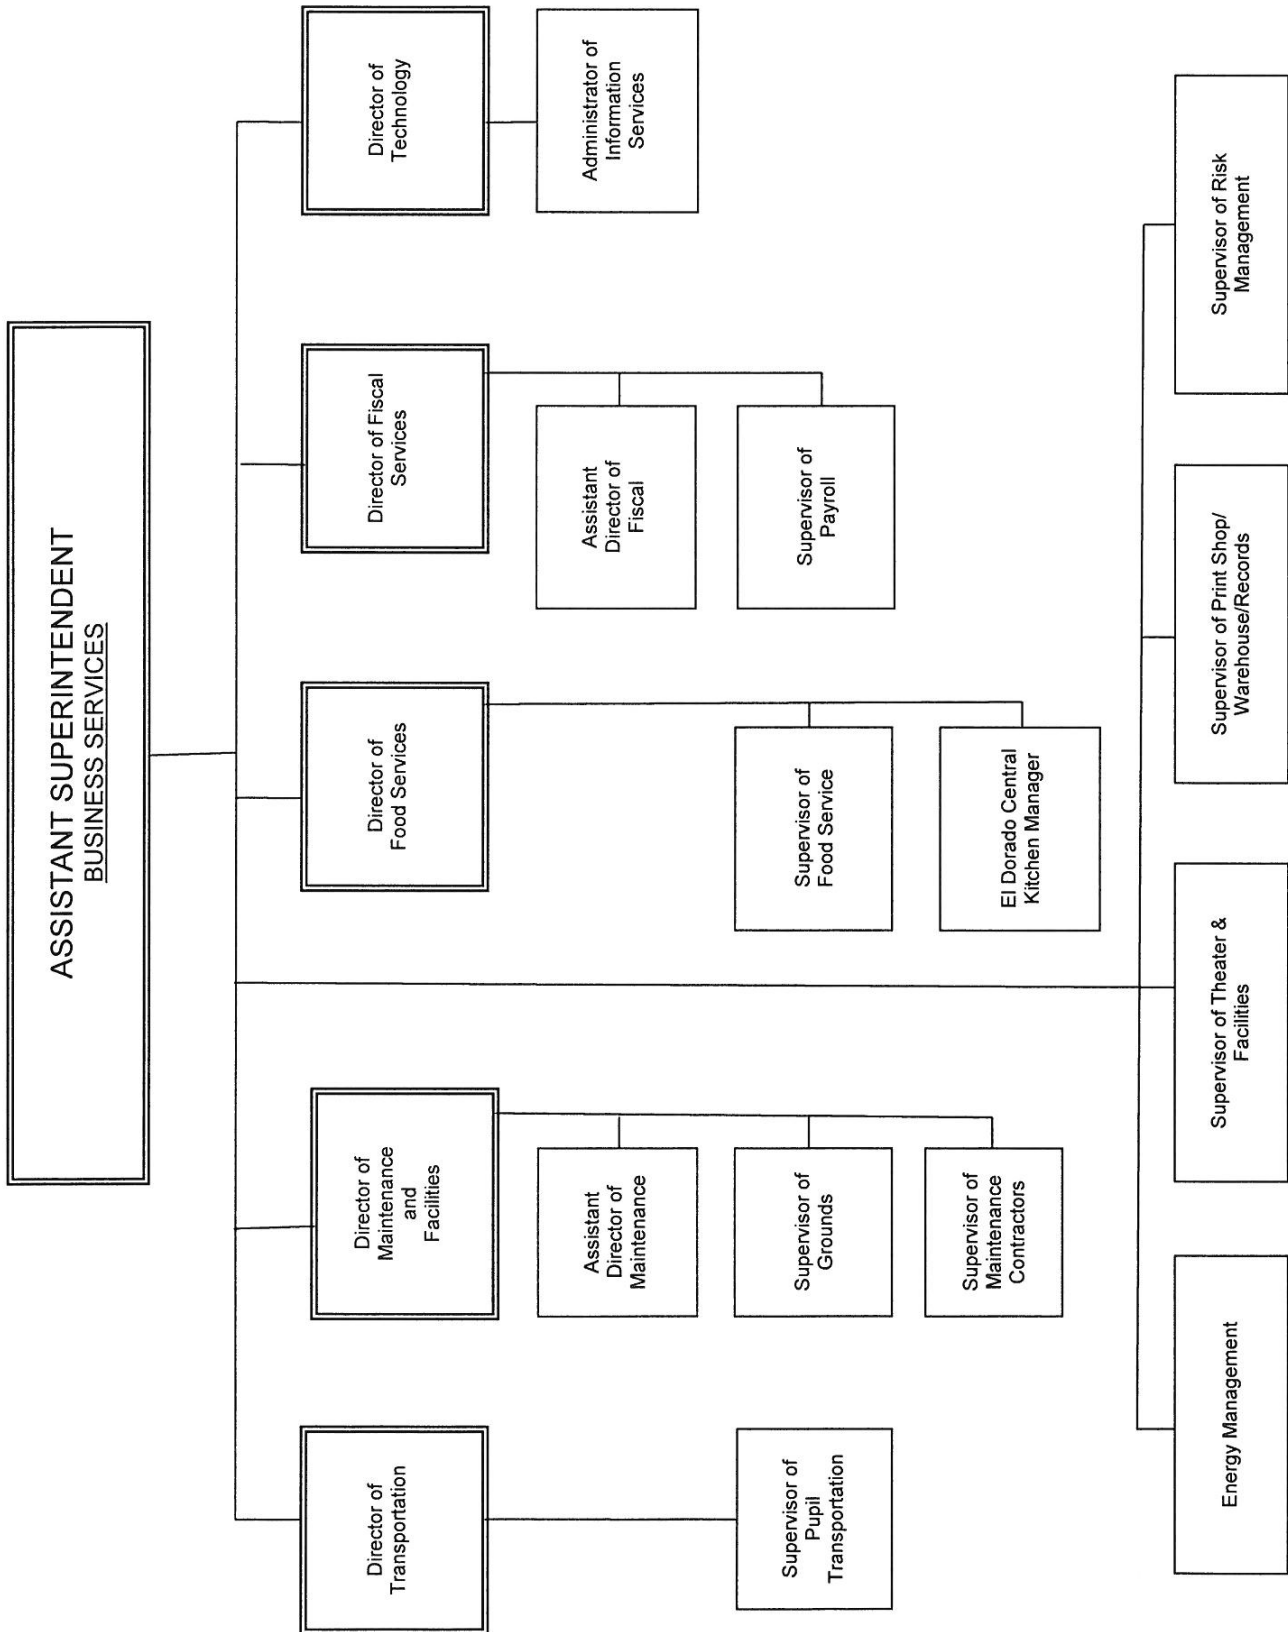 ASSISTANT SUPERINTENDENT
BUSINESS SERVICES
Director of
Transportation
Supervisor of
Pupil
Transportation
Director of
Maintenance
and
Facilities
Assistant
Director of
Maintenance
Supervisor of
Grounds
Supervisor of
Maintenance
Contractors
Director of
Food Services
Supervisor of
Food Service
El Dorado Central
Kitchen Manager
Director of Fiscal
Services
Assistant
Director of
Fiscal
Supervisor of
Payroll
Director of
Technology
Administrator of
Information
Services
Energy Management
Supervisor of Theater &
Facilities
Supervisor of Print Shop/
Warehouse/Records
Supervisor of Risk
Management